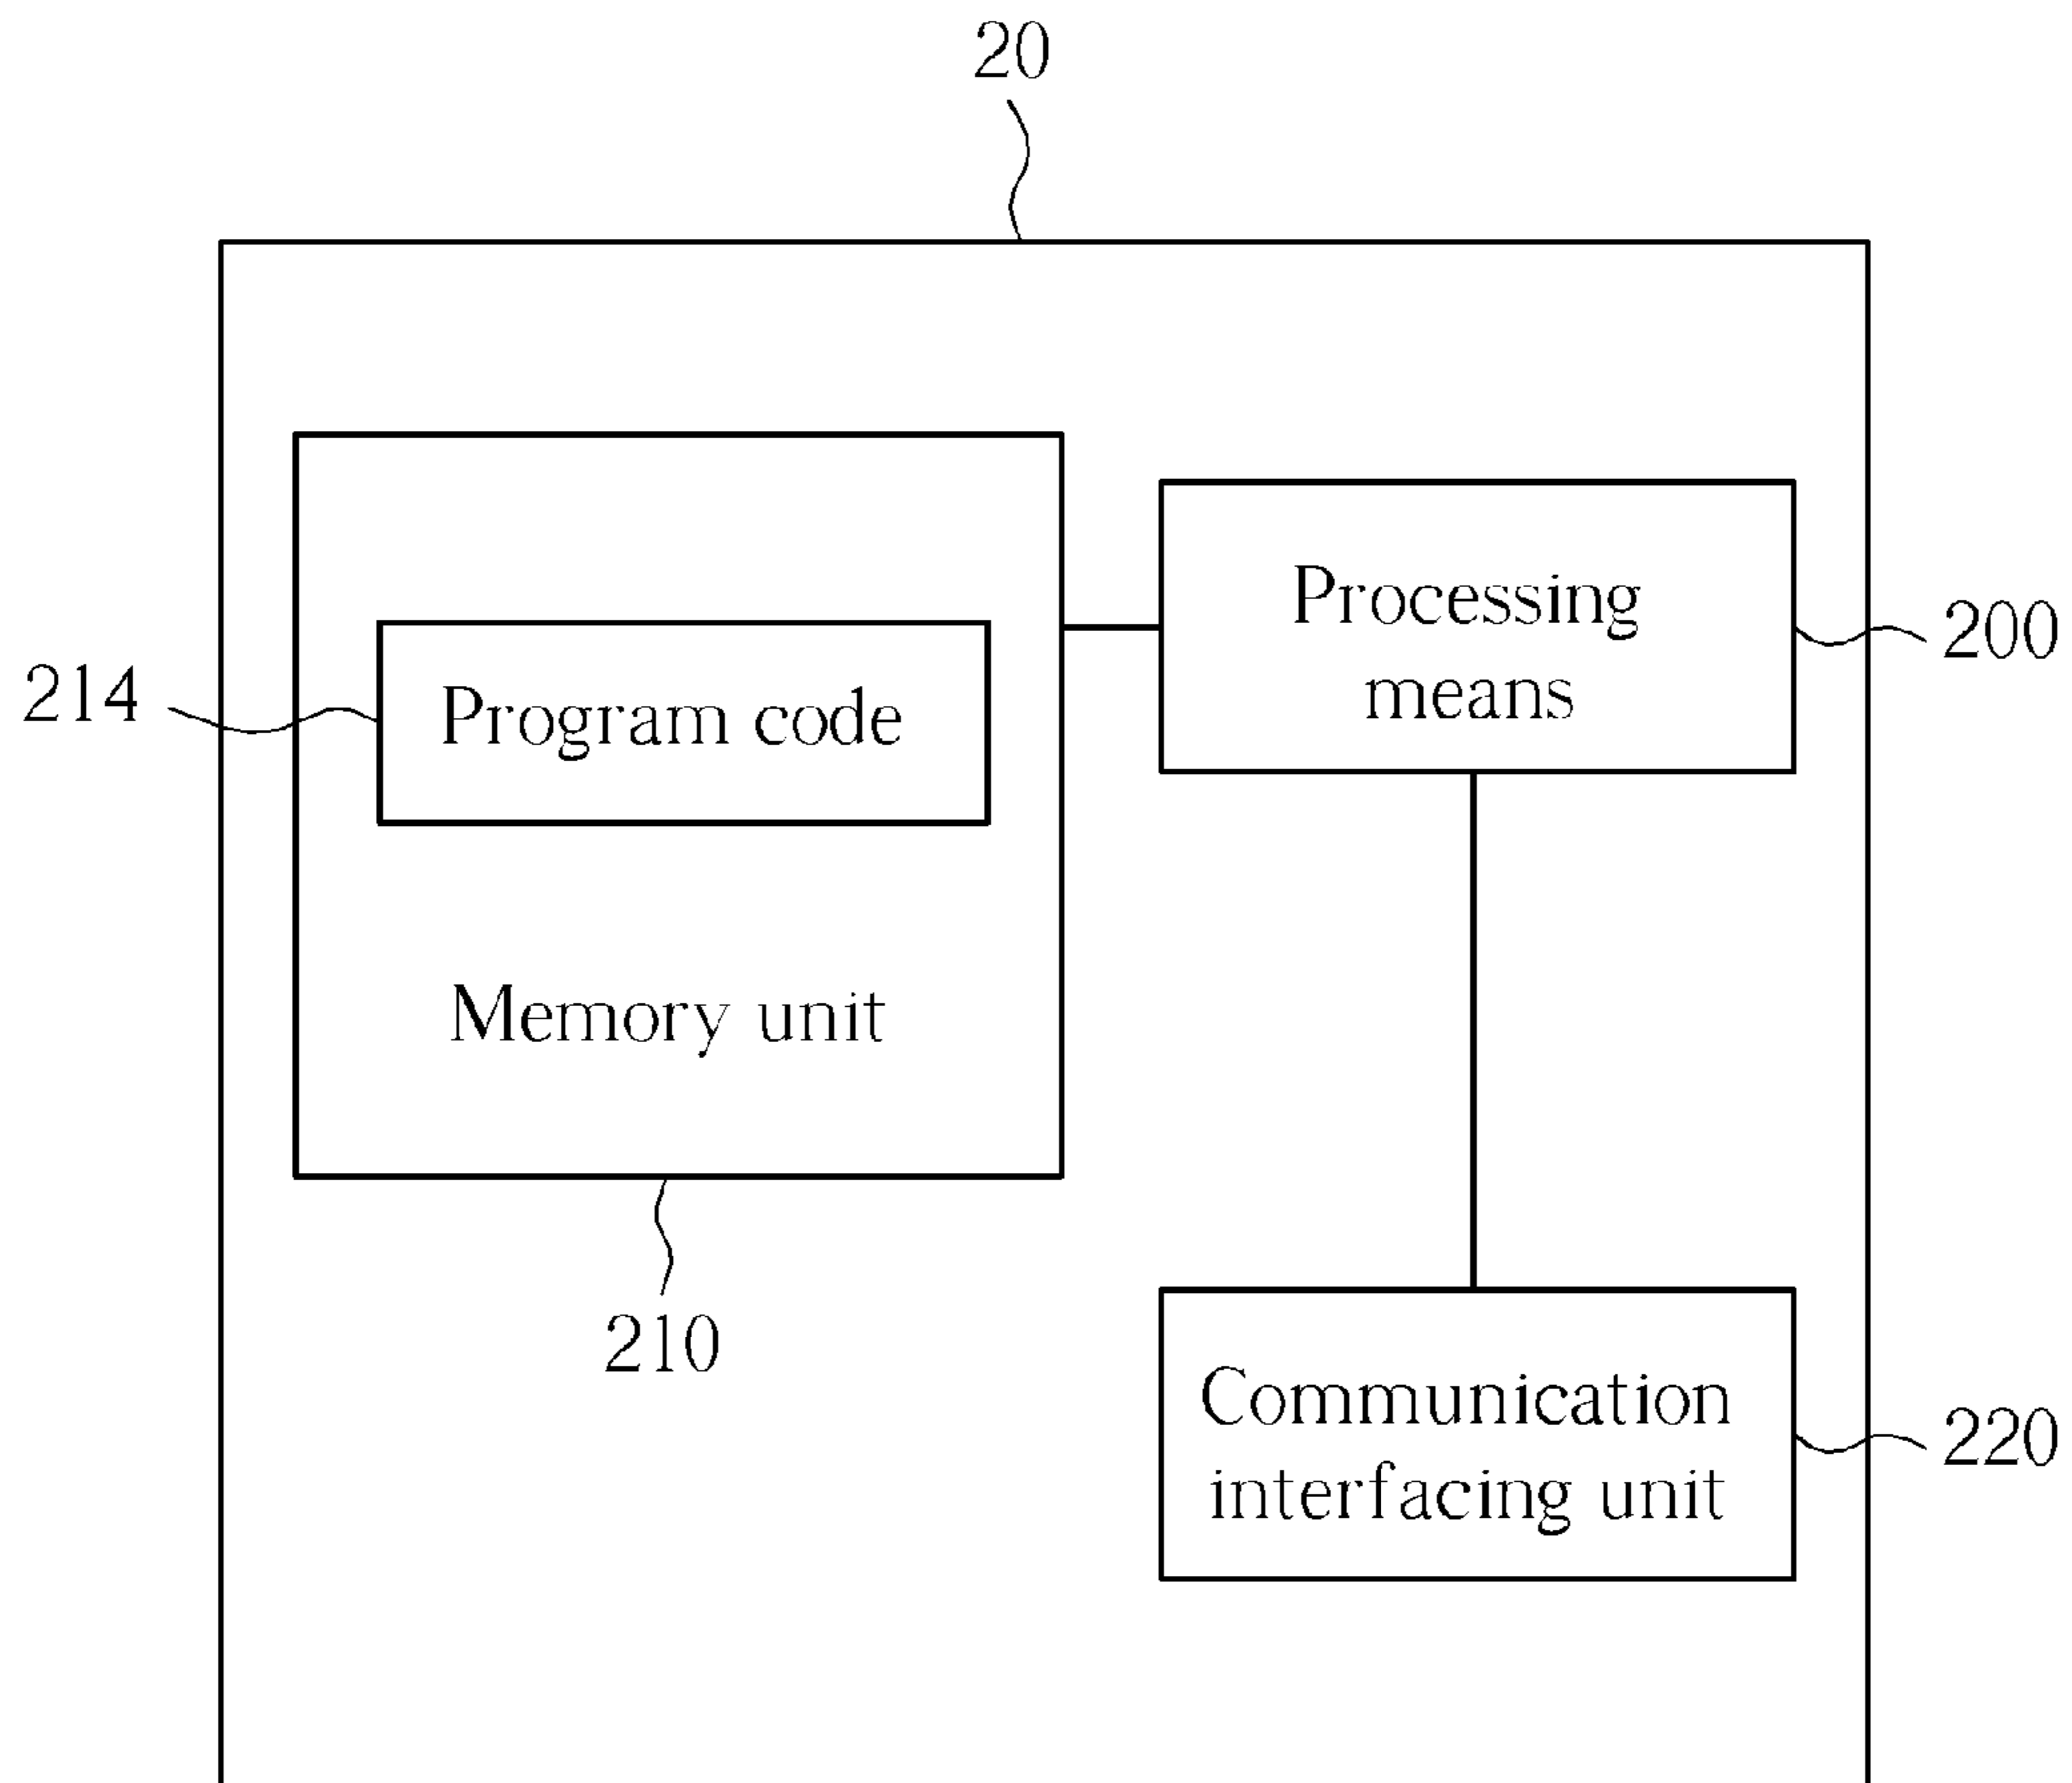 20
Processing
means
200
214
Program code
Memory unit
210
Communication
interfacing unit
220